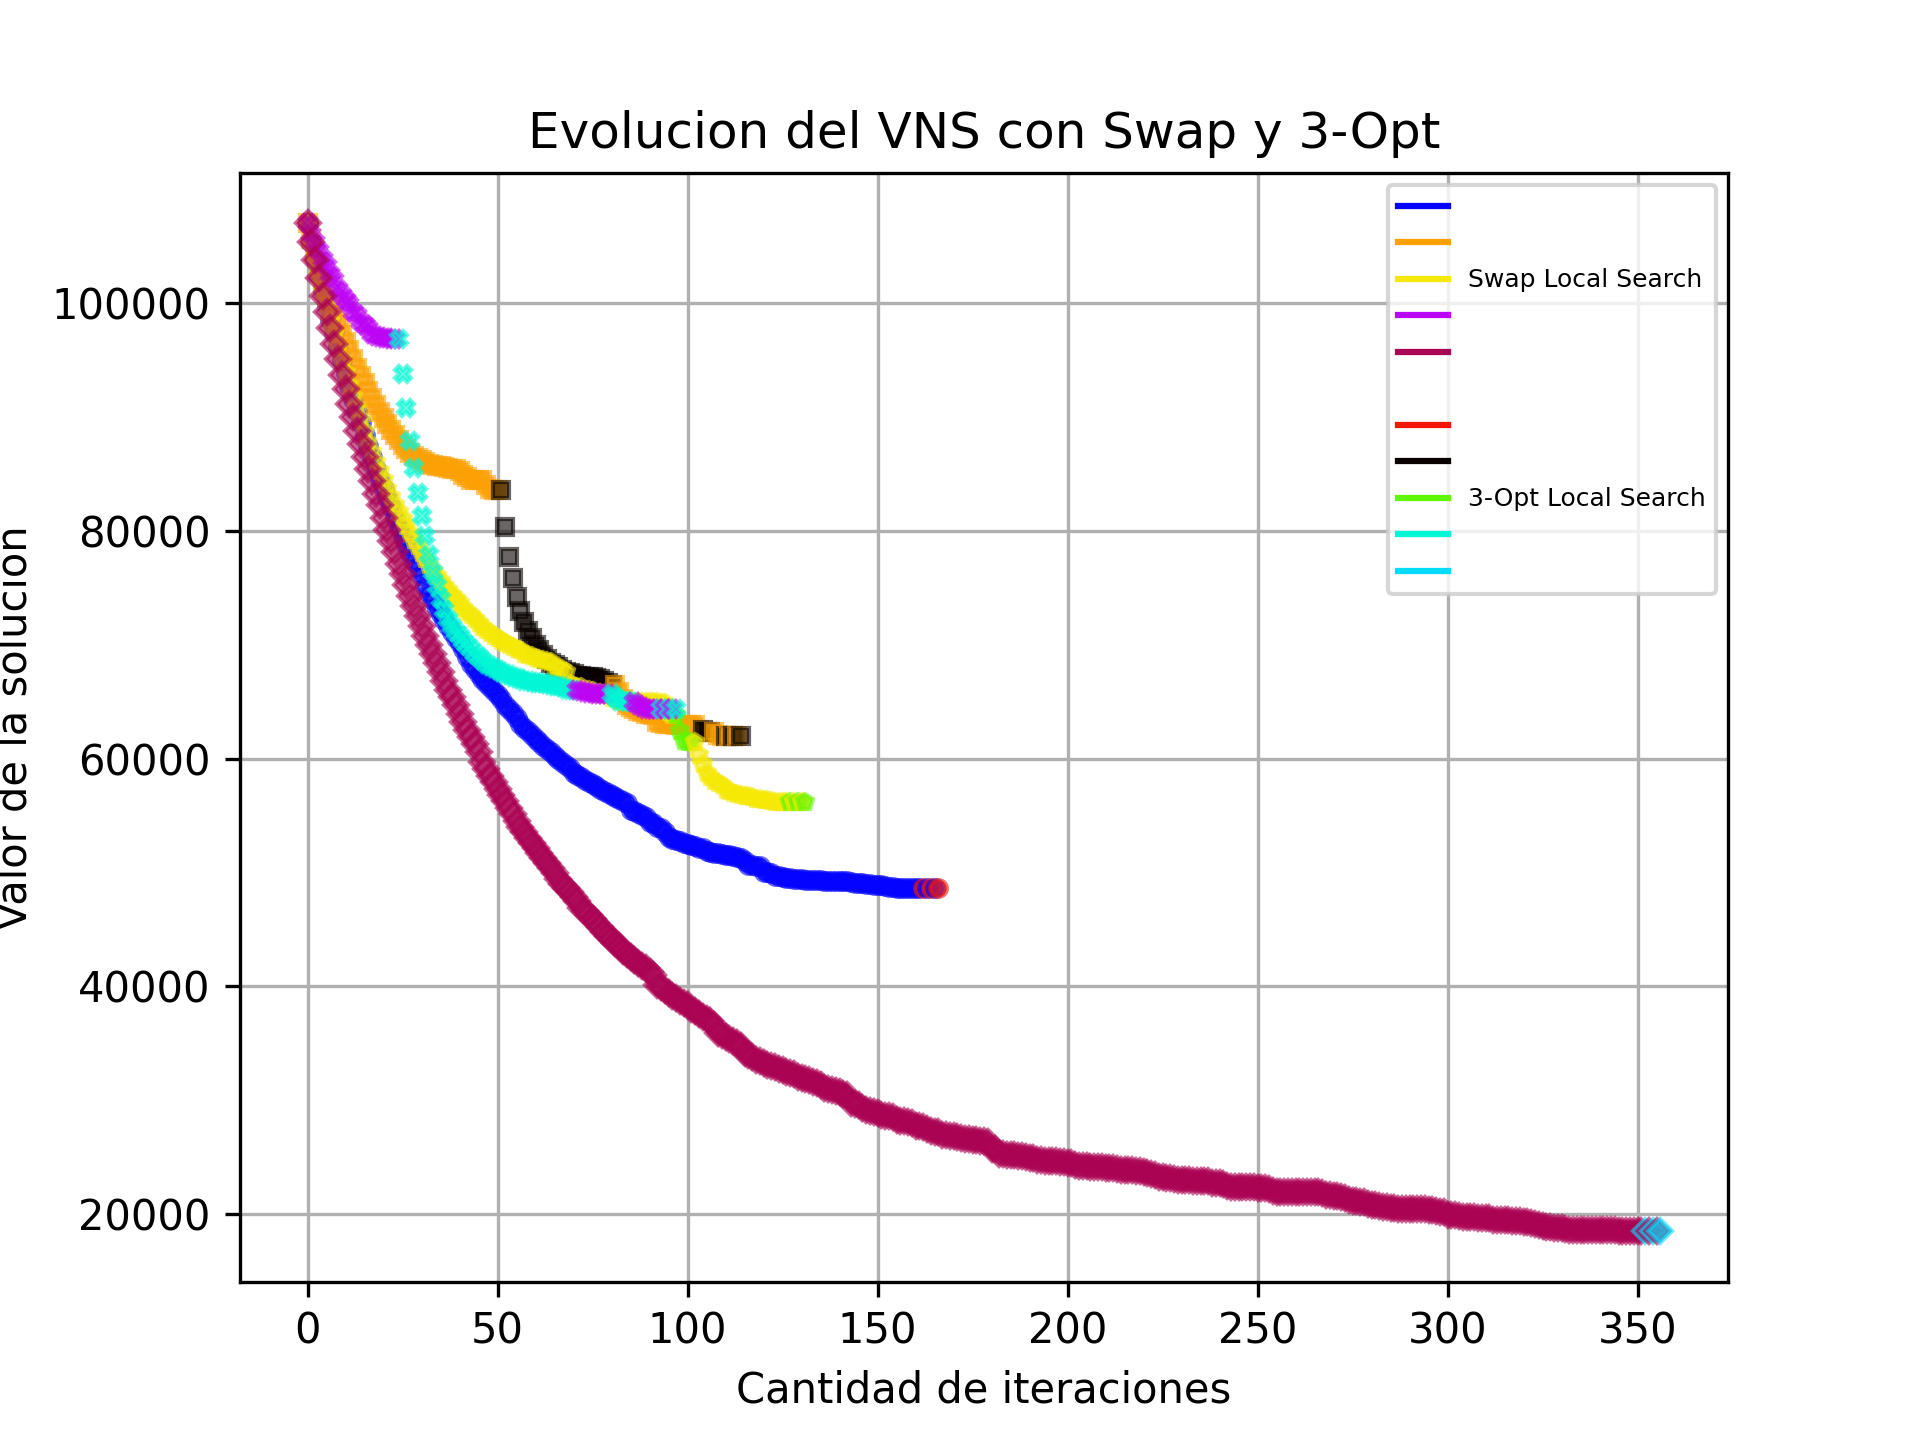 Evolucion del VNS con Swap y 3-Opt
Swap Local Search
3-Opt Local Search
100000
80000
60000
40000
20000
Valor de la solucion
0 50 100 150 200 250 300 350
Cantidad de iteraciones